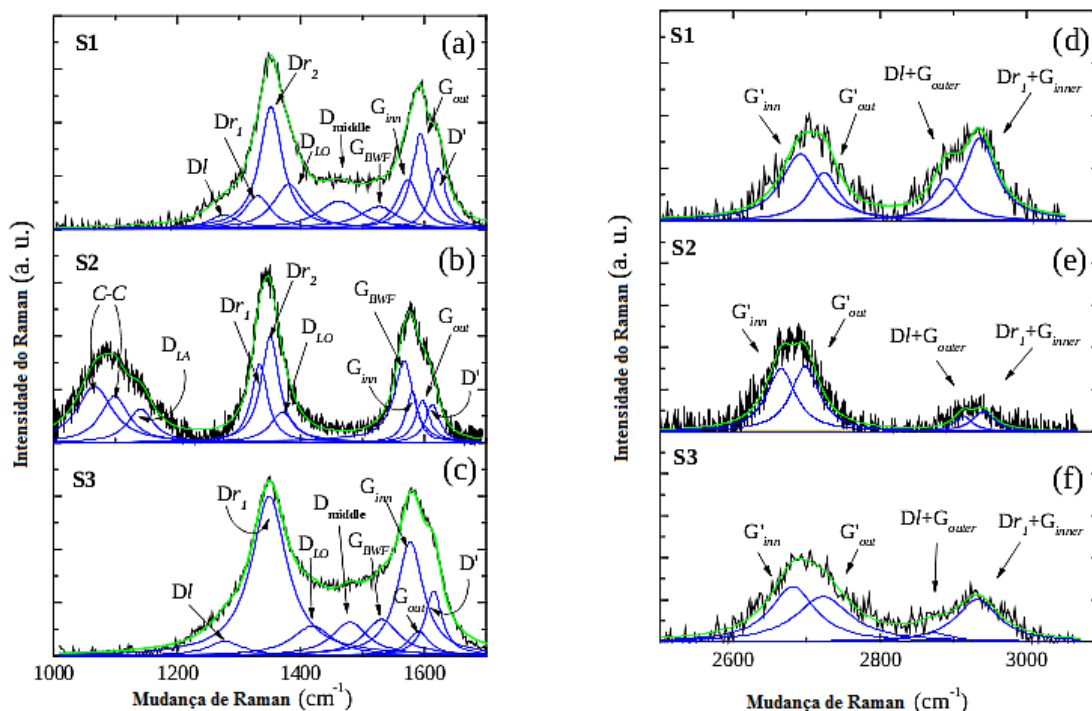 S1
(a)
Dl
Dr1
Dr2
DLO
Dmiddle
GBWF
Ginn
Gout
D'
S2
(b)
C-C
DLA
Dr1
Dr2
DLO
GBWF
Ginn
Gout
D'
S3
(c)
Dl
Dr1
DLO
Dmiddle
GBWF
Ginn
Gout
D'
1000 1200 1400 1600
Mudança de Raman (cm-1)
Intensidade do Raman (a. u.)
S1
(d)
G'inn
G'out
Dl+Gouter
Dr1+Ginner
S2
(e)
G'inn
G'out
Dl+Gouter
Dr1+Ginner
S3
(f)
G'inn
G'out
Dl+Gouter
Dr1+Ginner
2600 2800 3000
Mudança de Raman (cm-1)
Intensidade do Raman (a. u.)